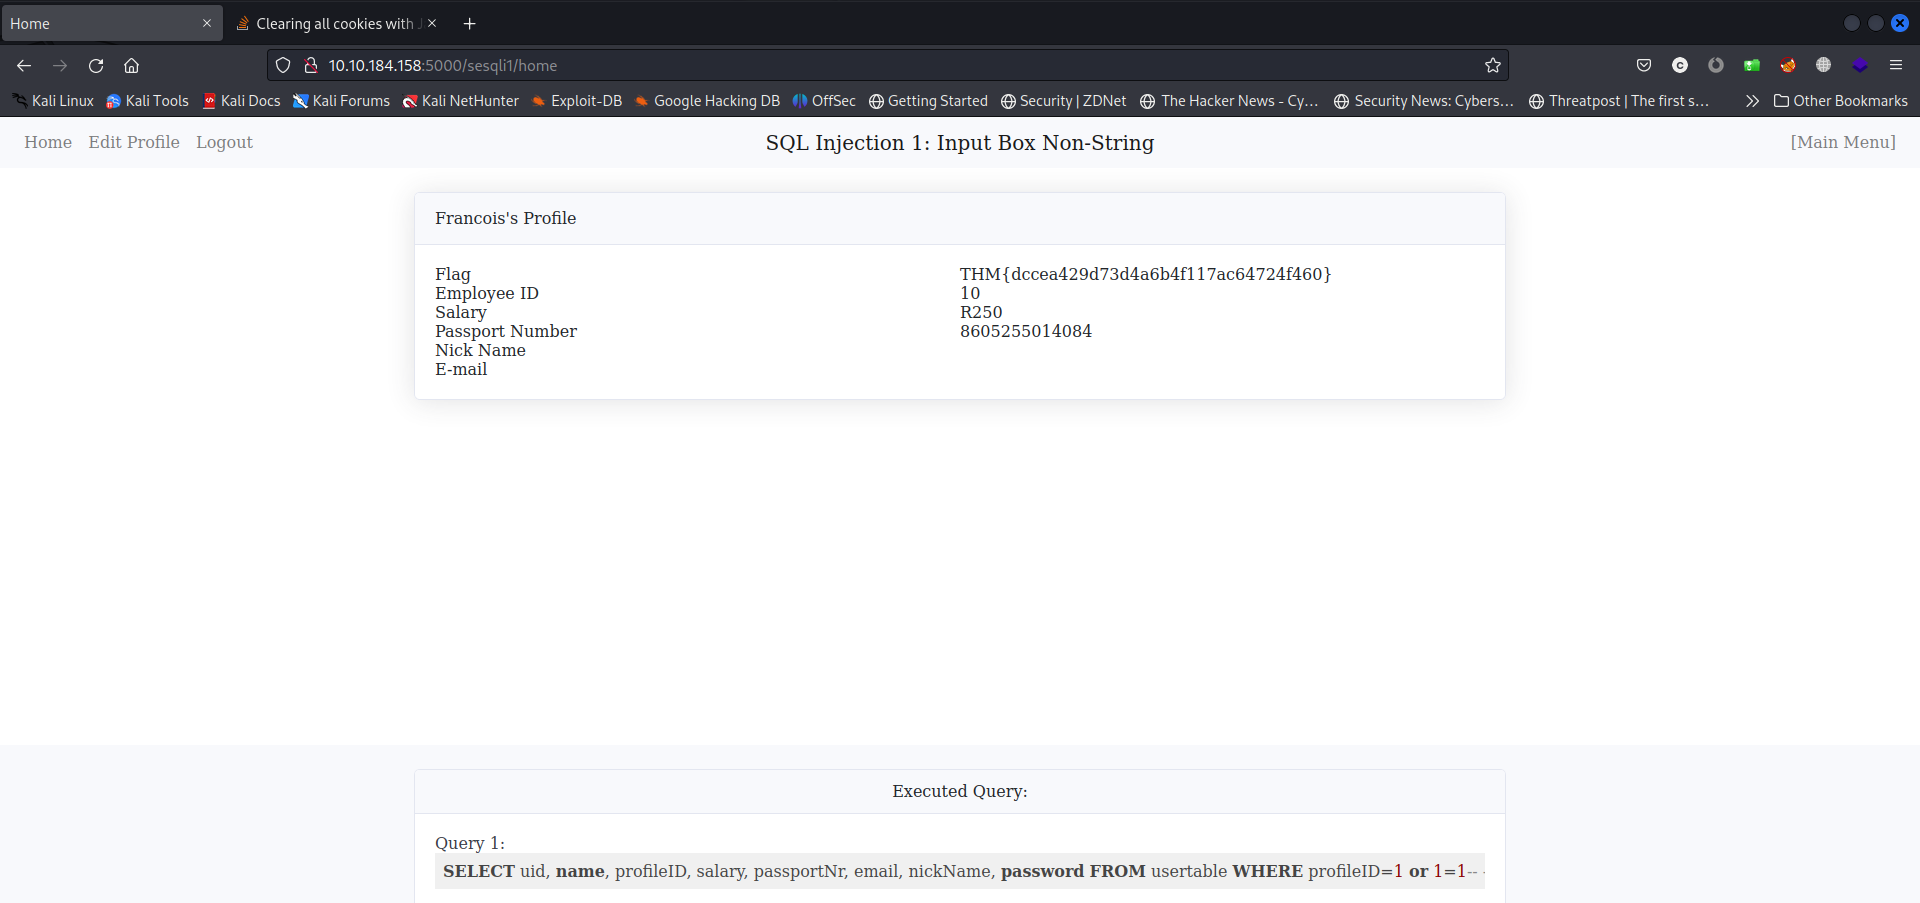 Home
Clearing all cookies with J
10.10.184.158:5000/sesqli1/home
Kali Linux Kali Tools Kali Docs Kali Forums Kali NetHunter Exploit-DB Google Hacking DB OffSec Getting Started Security | ZDNet The Hacker News - Cy… Security News: Cybers… Threatpost | The first s… Other Bookmarks
Home Edit Profile Logout SQL Injection 1: Input Box Non-String [Main Menu]
Francois's Profile
Flag THM{dccea429d73d4a6b4f117ac64724f460}
Employee ID 10
Salary R250
Passport Number 8605255014084
Nick Name
E-mail
Executed Query:
Query 1:
SELECT uid, name, profileID, salary, passportNr, email, nickName, password FROM usertable WHERE profileID=1 or 1=1-- -